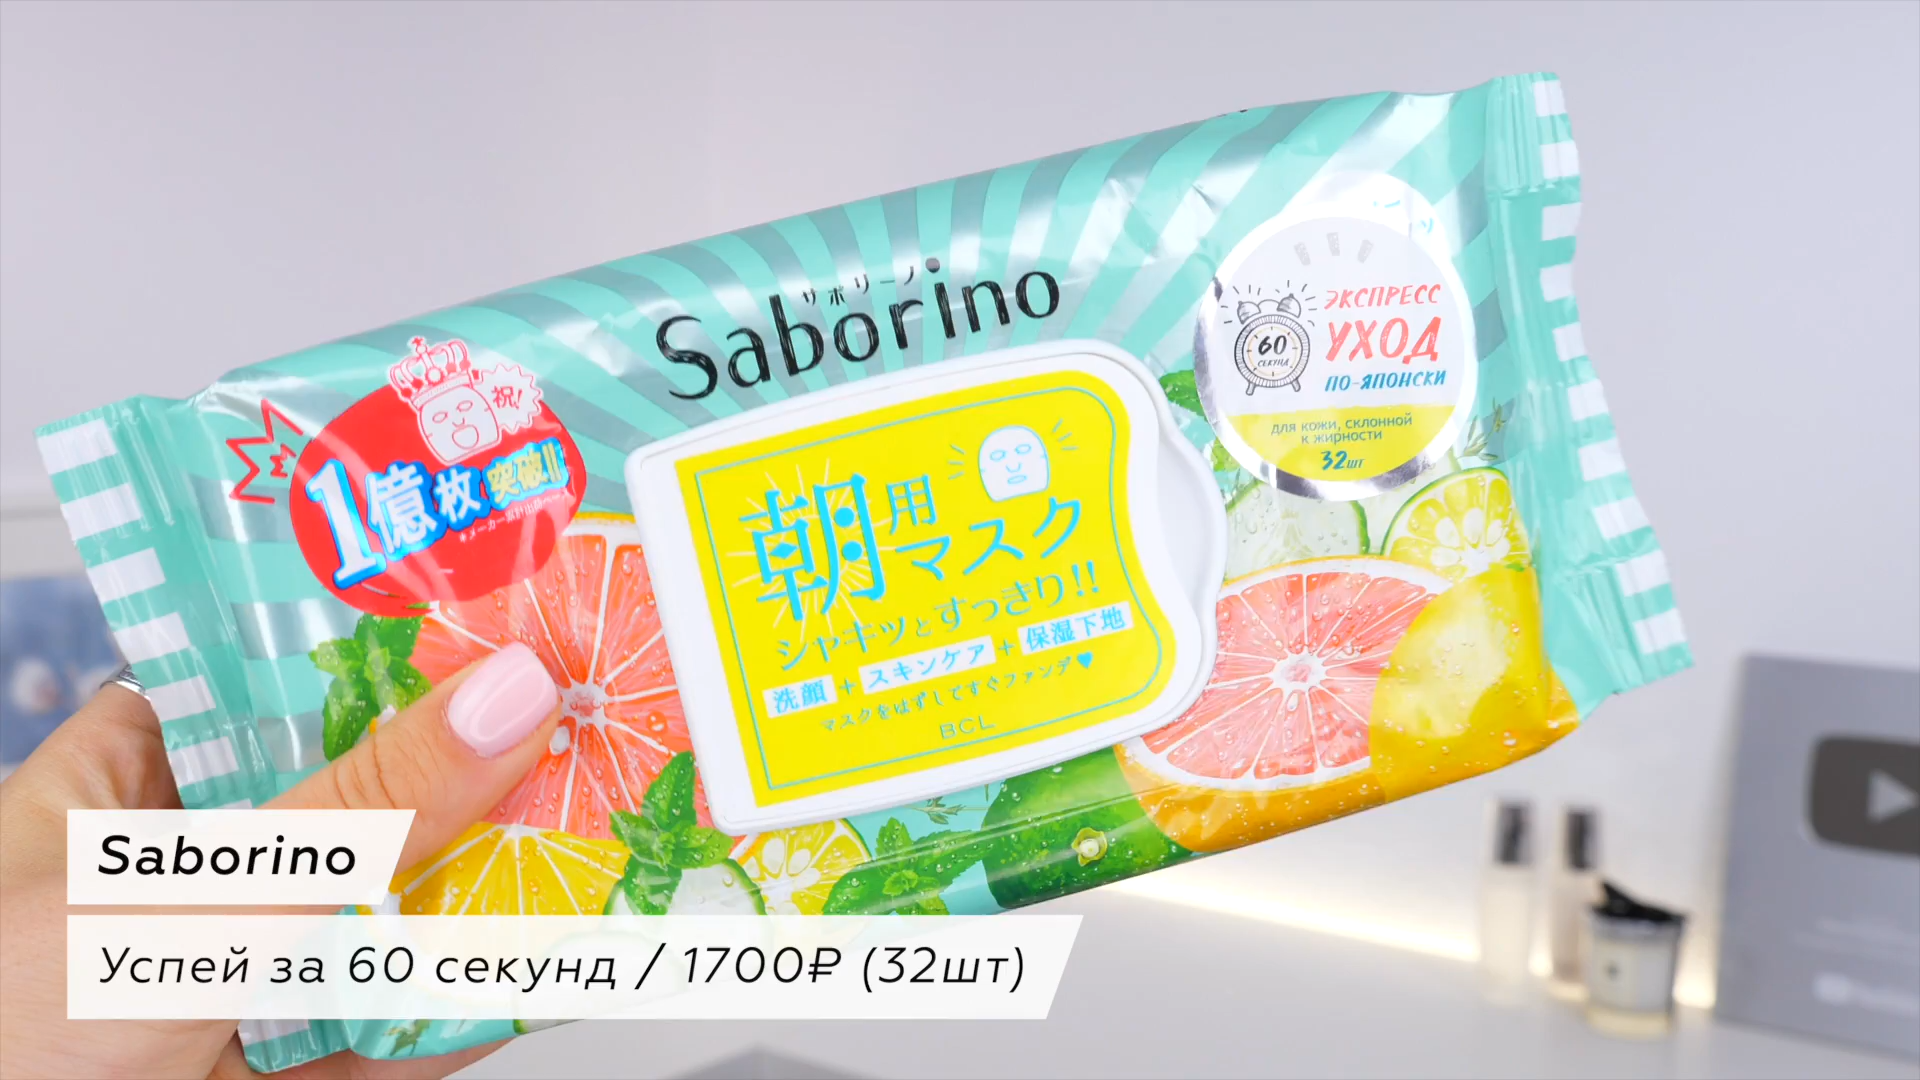 サボリーノ
Saborino
祝!
1億枚突破!!
朝用マスク
シャキッとすっきり!!
洗顔 + スキンケア + 保湿下地
マスクをはずしてすぐファンデ♥
BCL
60
СЕКУНД
ЭКСПРЕСС
УХОД
ПО-ЯПОНСКИ
ДЛЯ КОЖИ, СКЛОННОЙ
К ЖИРНОСТИ
32шт
Saborino
Успей за 60 секунд / 1700₽ (32шт)